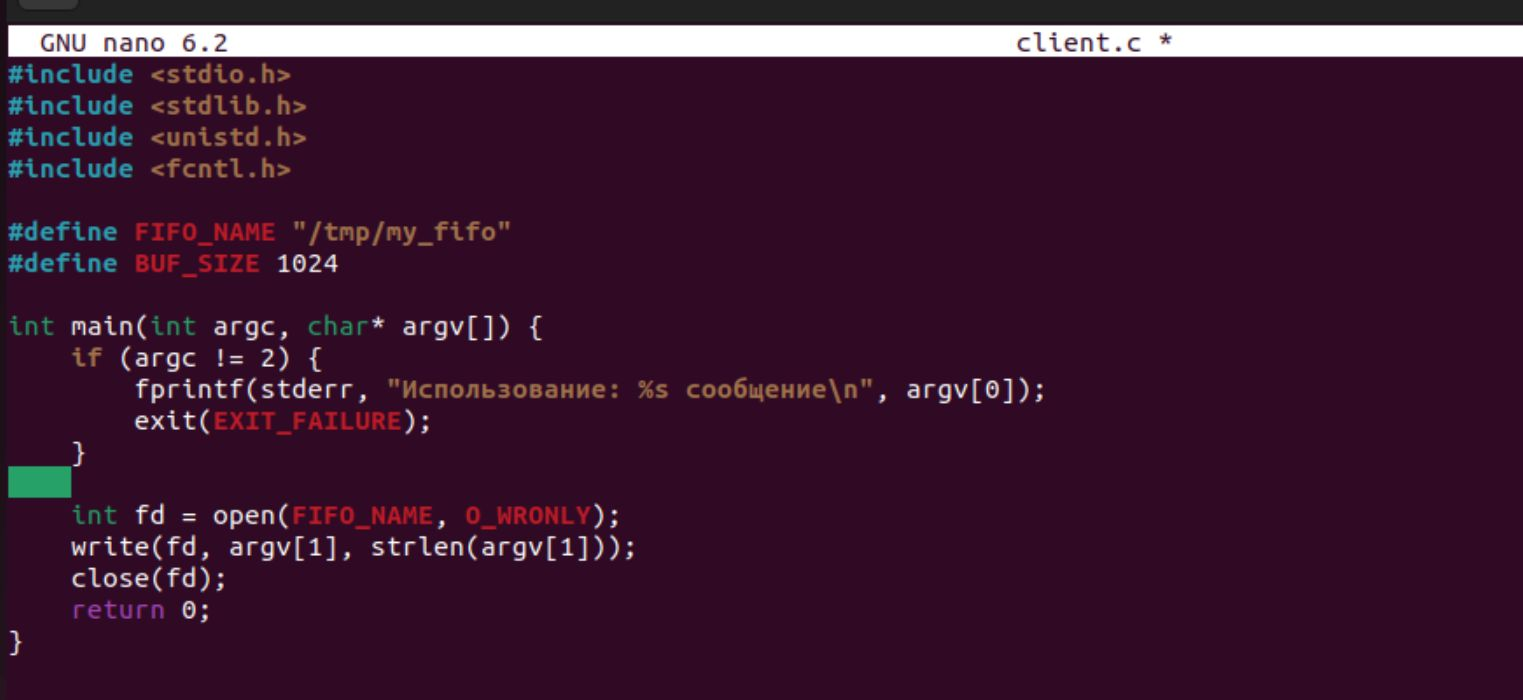 GNU nano 6.2 client.c *
#include <stdio.h>
#include <stdlib.h>
#include <unistd.h>
#include <fcntl.h>
#define FIFO_NAME "/tmp/my_fifo"
#define BUF_SIZE 1024
int main(int argc, char* argv[]) {
if (argc != 2) {
fprintf(stderr, "Использование: %s сообщение\n", argv[0]);
exit(EXIT_FAILURE);
}
int fd = open(FIFO_NAME, O_WRONLY);
write(fd, argv[1], strlen(argv[1]));
close(fd);
return 0;
}